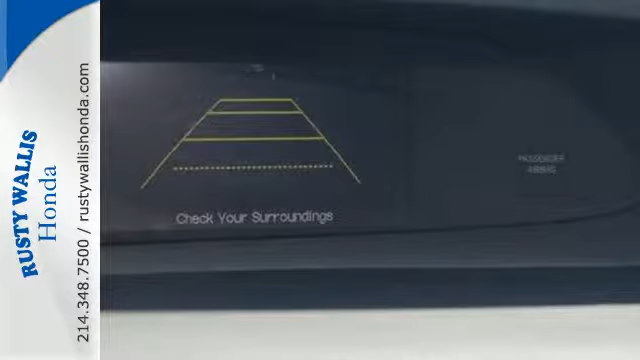 RUSTY WALLIS
Honda
214.348.7500 / rustywallishonda.com
Check Your Surroundings
PASSENGER
AIRBAG